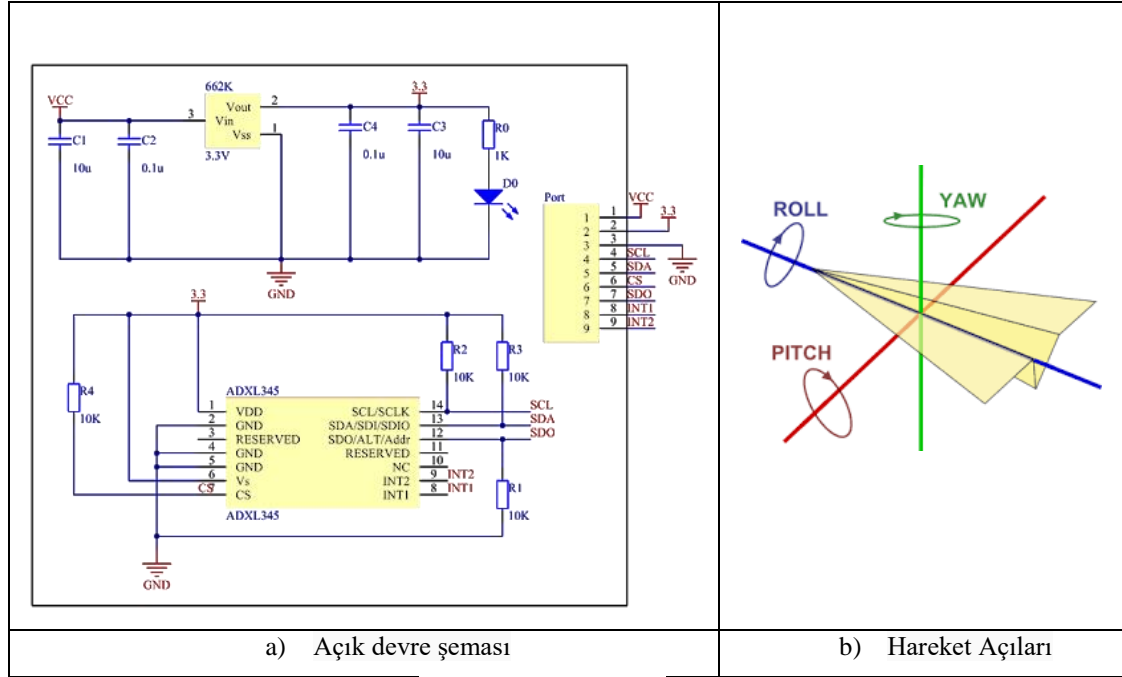 662K
VCC
3
Vout
Vin
Vss
2
1
3.3V
3.3
C1
10u
C2
0.1u
C4
0.1u
C3
10u
R0
1K
D0
GND
Port
1
2
3
4
5
6
7
8
9
1
2
3
4
5
6
7
8
9
VCC
3.3
GND
SCL
SDA
CS
SDO
INT1
INT2
3.3
R4
10K
R2
10K
R3
10K
R1
10K
ADXL345
1 VDD
2 GND
3 RESERVED
4 GND
5 GND
6 Vs
7 CS
CS
SCL/SCLK 14
SDA/SDI/SDIO 13
SDO/ALT/Addr 12
RESERVED 11
NC 10
INT2 9
INT1 8
SCL
SDA
SDO
INT2
INT1
ADXL345
GND
ROLL
YAW
PITCH
a) Açık devre şeması
b) Hareket Açıları